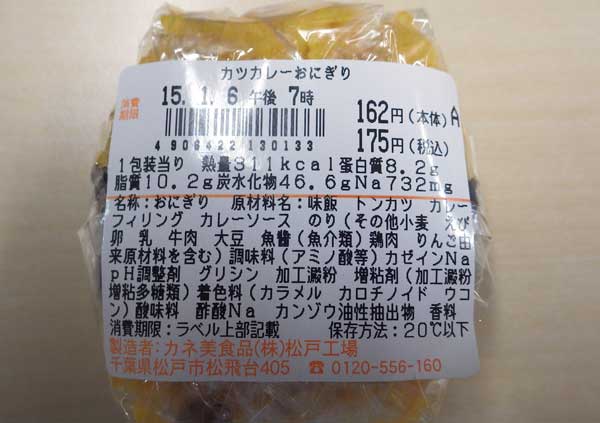 カツカレーおにぎり
消費期限 15. 1. 6 午後 7時
162円(本体) A
4 906422 130133
175円(税込)
1包装当り 熱量311kcal蛋白質8.2g
脂質10.2g炭水化物46.6gNa732mg
名称:おにぎり 原材料名:味飯 トンカツ カレー
フィリング カレーソース のり(その他小麦 えび
卵 乳 牛肉 大豆 魚醤(魚介類)鶏肉 りんご由
来原材料を含む)調味料(アミノ酸等)カゼインNa
pH調整剤 グリシン 加工澱粉 増粘剤(加工澱粉
増粘多糖類)着色料(カラメル カロチノイド ウコ
ン)酸味料 酢酸Na カンゾウ油性抽出物 香料
消費期限:ラベル上部記載 保存方法:20℃以下
製造者:カネ美食品(株)松戸工場
千葉県松戸市松飛台405 ☎0120-556-160